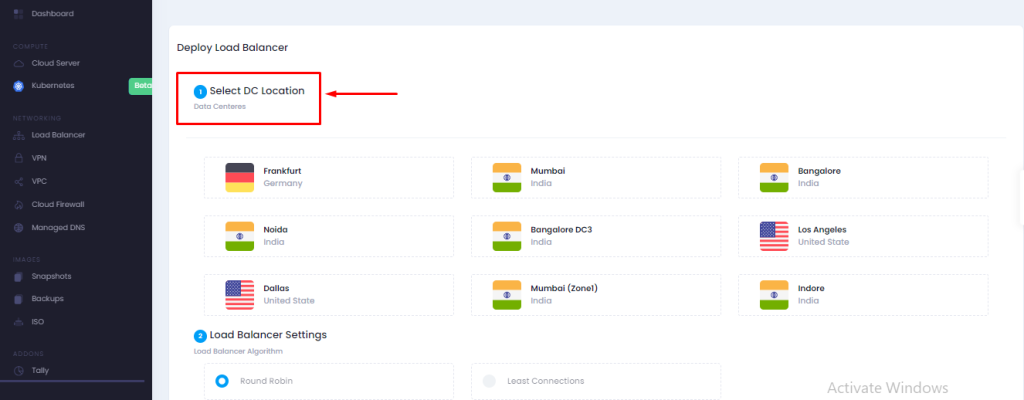 Dashboard
COMPUTE
Cloud Server
Kubernetes
Beta
NETWORKING
Load Balancer
VPN
VPC
Cloud Firewall
Managed DNS
IMAGES
Snapshots
Backups
ISO
ADDONS
Tally
Deploy Load Balancer
1 Select DC Location
Data Centeres
Frankfurt
Germany
Mumbai
India
Bangalore
India
Noida
India
Bangalore DC3
India
Los Angeles
United State
Dallas
United State
Mumbai (Zone1)
India
Indore
India
2 Load Balancer Settings
Load Balancer Algorithm
Round Robin
Least Connections
Activate Windows